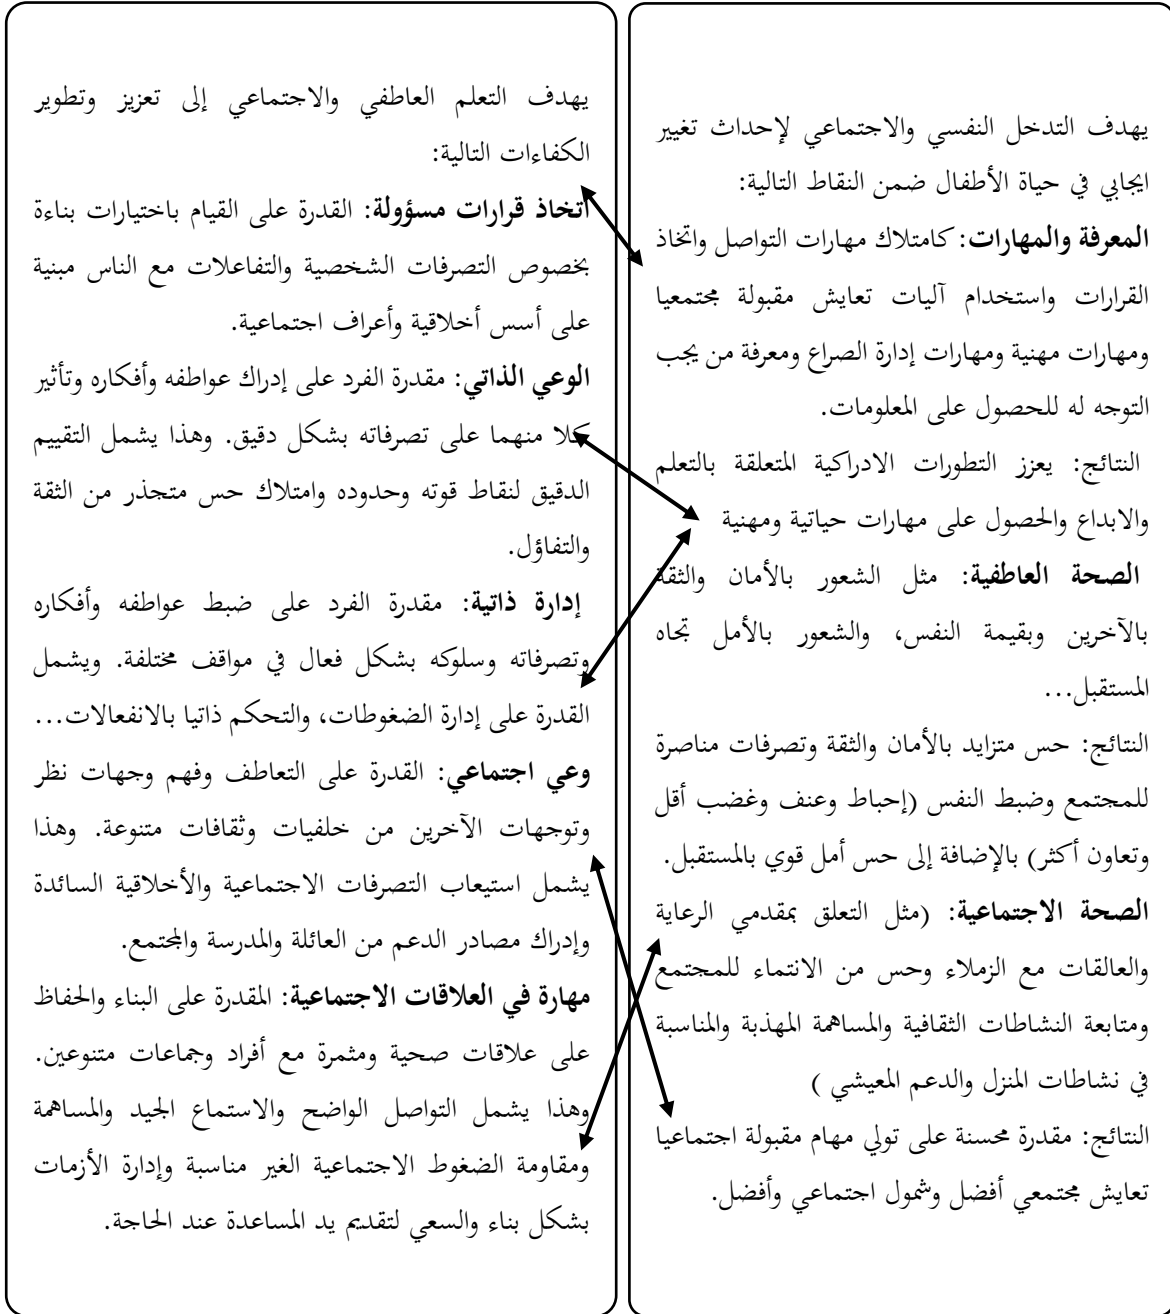 يهدف التدخل النفسي والاجتماعي لإحداث تغيير
ايجابي في حياة الأطفال ضمن النقاط التالية:
المعرفة والمهارات: كامتلاك مهارات التواصل واتخاذ
القرارات واستخدام آليات تعايش مقبولة مجتمعيا
ومهارات مهنية ومهارات إدارة الصراع ومعرفة من يجب
التوجه له للحصول على المعلومات.
النتائج: يعزز التطورات الادراكية المتعلقة بالتعلم
والابداع والحصول على مهارات حياتية ومهنية
الصحة العاطفية: مثل الشعور بالأمان والثقة
بالآخرين وبقيمة النفس، والشعور بالأمل تجاه
المستقبل...
النتائج: حس متزايد بالأمان والثقة وتصرفات مناصرة
للمجتمع وضبط النفس (إحباط وعنف وغضب أقل
وتعاون أكثر) بالإضافة إلى حس أمل قوي بالمستقبل.
الصحة الاجتماعية: (مثل التعلق بمقدمي الرعاية
والعالقات مع الزملاء وحس من الانتماء للمجتمع
ومتابعة النشاطات الثقافية والمساهمة المهذبة والمناسبة
في نشاطات المنزل والدعم المعيشي )
النتائج: مقدرة محسنة على تولي مهام مقبولة اجتماعيا
تعايش مجتمعي أفضل وشمول اجتماعي وأفضل.
يهدف التعلم العاطفي والاجتماعي إلى تعزيز وتطوير
الكفاءات التالية:
اتخاذ قرارات مسؤولة: القدرة على القيام باختيارات بناءة
بخصوص التصرفات الشخصية والتفاعلات مع الناس مبنية
على أسس أخلاقية وأعراف اجتماعية.
الوعي الذاتي: مقدرة الفرد على إدراك عواطفه وأفكاره وتأثير
كلا منهما على تصرفاته بشكل دقيق. وهذا يشمل التقييم
الدقيق لنقاط قوته وحدوده وامتلاك حس متجذر من الثقة
والتفاؤل.
إدارة ذاتية: مقدرة الفرد على ضبط عواطفه وأفكاره
وتصرفاته وسلوكه بشكل فعال في مواقف مختلفة. ويشمل
القدرة على إدارة الضغوطات، والتحكم ذاتيا بالانفعالات...
وعي اجتماعي: القدرة على التعاطف وفهم وجهات نظر
وتوجهات الآخرين من خلفيات وثقافات متنوعة. وهذا
يشمل استيعاب التصرفات الاجتماعية والأخلاقية السائدة
وإدراك مصادر الدعم من العائلة والمدرسة والمجتمع.
مهارة في العلاقات الاجتماعية: المقدرة على البناء والحفاظ
على علاقات صحية ومثمرة مع أفراد وجماعات متنوعين.
وهذا يشمل التواصل الواضح والاستماع الجيد والمساهمة
ومقاومة الضغوط الاجتماعية الغير مناسبة وإدارة الأزمات
بشكل بناء والسعي لتقديم يد المساعدة عند الحاجة.